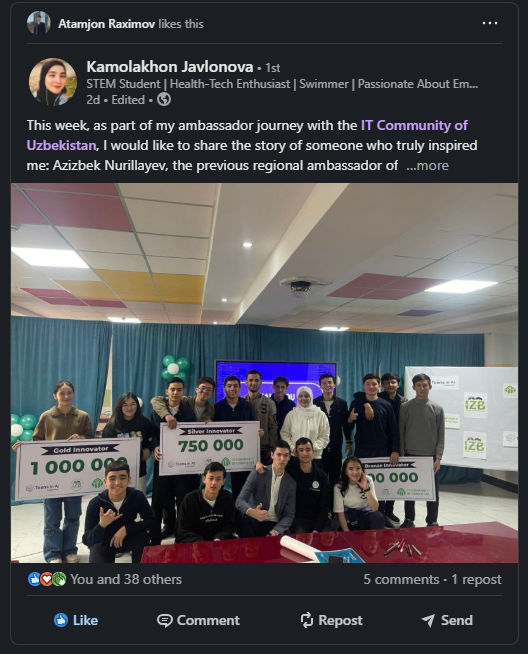 Atamjon Raximov likes this
Kamolakhon Javlonova • 1st
STEM Student | Health-Tech Enthusiast | Swimmer | Passionate About Em...
2d • Edited •
This week, as part of my ambassador journey with the IT Community of
Uzbekistan, I would like to share the story of someone who truly inspired
me: Azizbek Nurillayev, the previous regional ambassador of ...more
Gold Innovator
1 000 00
Silver Innovator
750 000
Bronze Innovator
00 000
Teens in AI
IZB
IZB
You and 38 others
5 comments · 1 repost
Like
Comment
Repost
Send